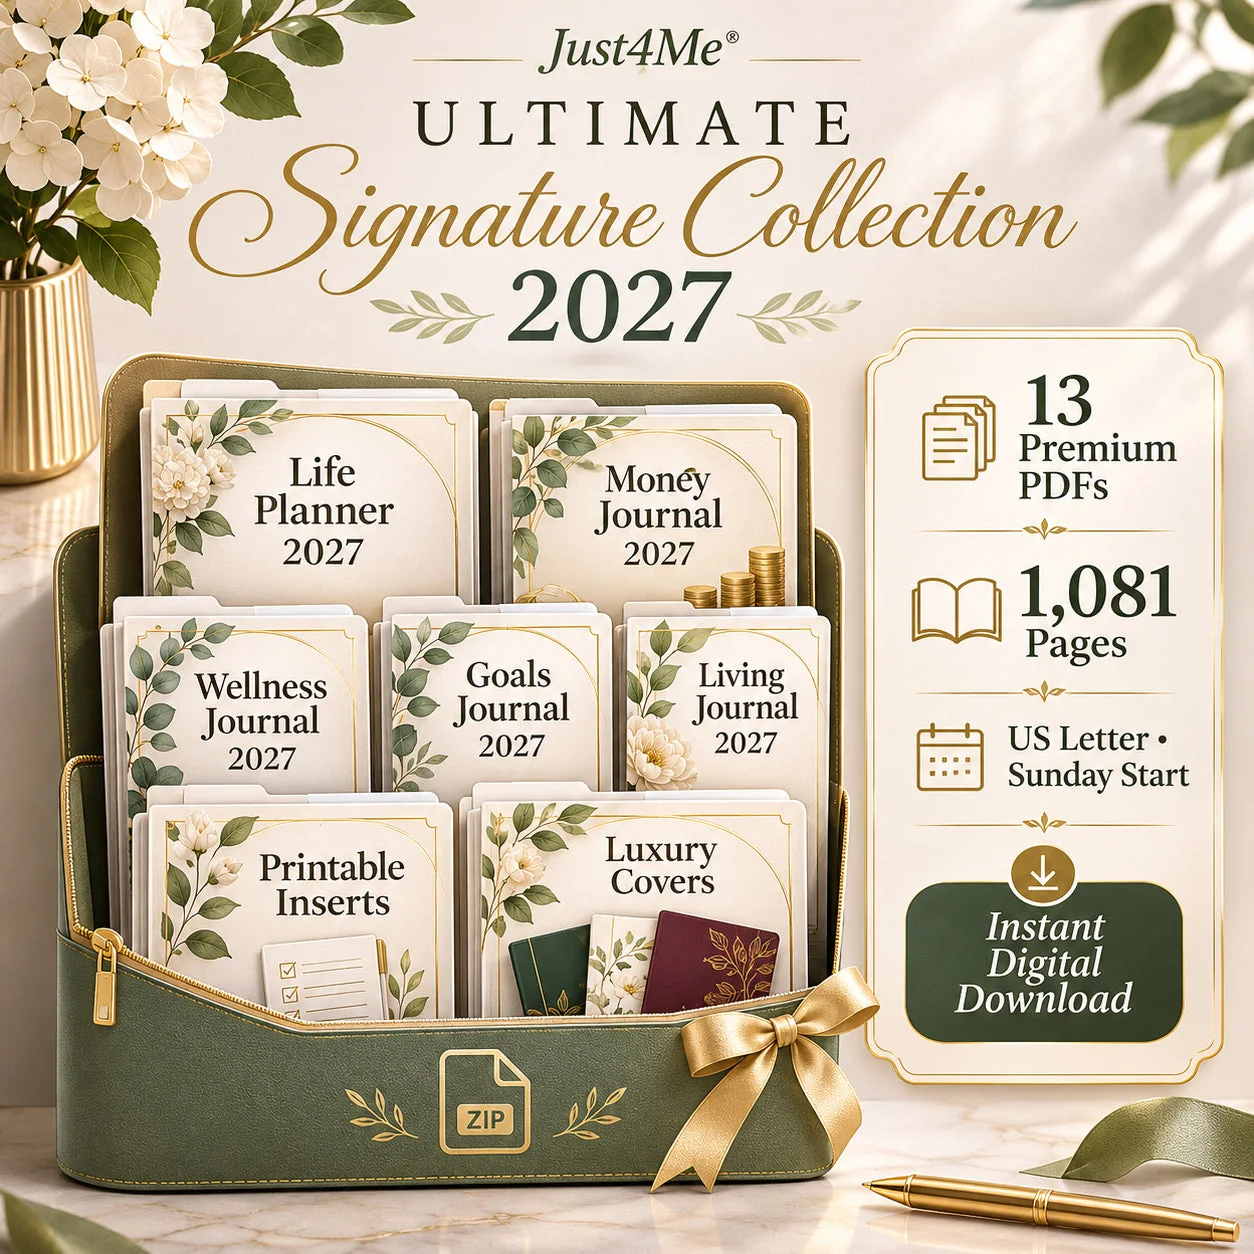 Just4Me®
ULTIMATE
Signature Collection
2027
Life
Planner
2027
Money
Journal
2027
Wellness
Journal
2027
Goals
Journal
2027
Living
Journal
2027
Printable
Inserts
Luxury
Covers
ZIP
13
Premium
PDFs
1,081
Pages
US Letter •
Sunday Start
Instant
Digital
Download